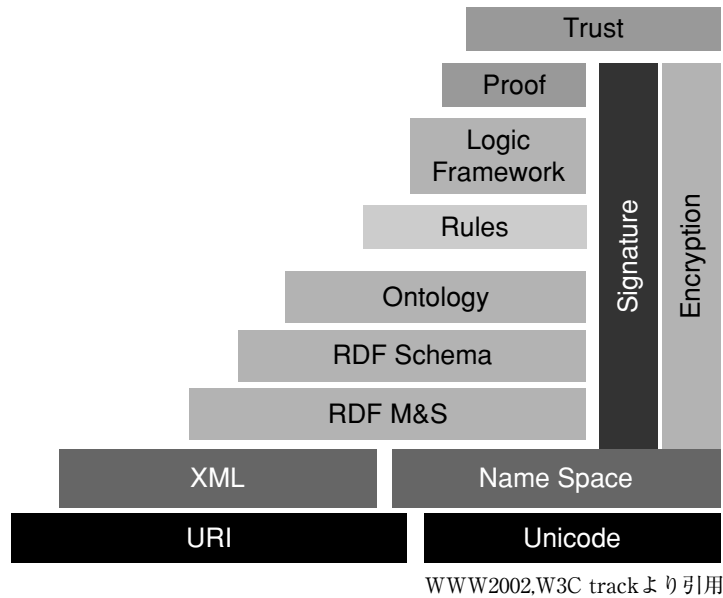 Trust
Proof
Logic
Framework
Rules
Ontology
RDF Schema
RDF M&S
Signature
Encryption
XML
Name Space
URI
Unicode
WWW2002,W3C trackより引用